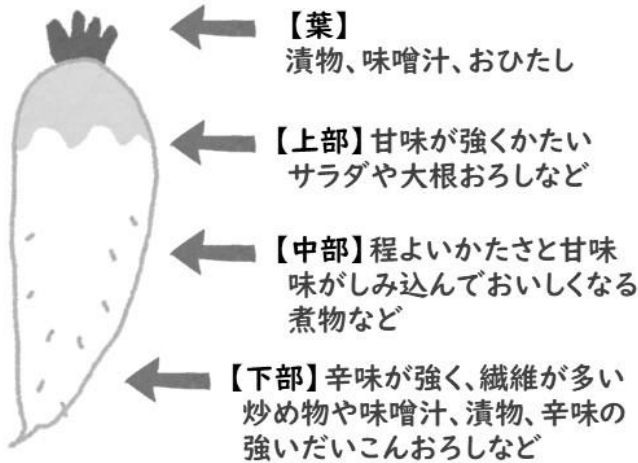 【葉】
漬物、味噌汁、おひたし
【上部】甘味が強くかたい
サラダや大根おろしなど
【中部】程よいかたさと甘味
味がしみ込んでおいしくなる
煮物など
【下部】辛味が強く、繊維が多い
炒め物や味噌汁、漬物、辛味の
強いだいこんおろしなど